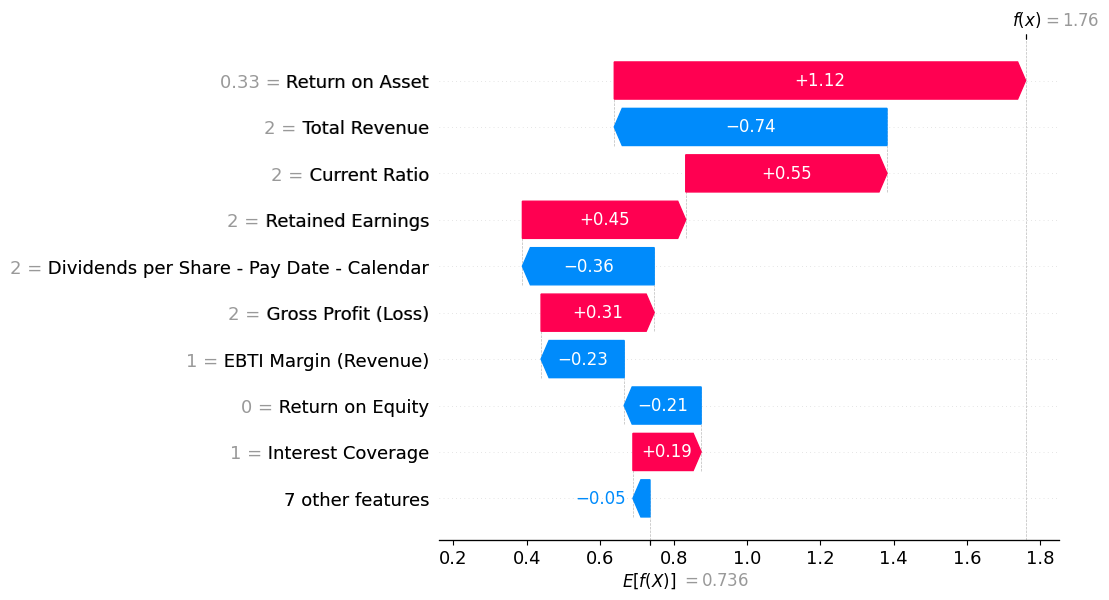 f(x) = 1.76
0.33 = Return on Asset +1.12
2 = Total Revenue −0.74
2 = Current Ratio +0.55
2 = Retained Earnings +0.45
2 = Dividends per Share - Pay Date - Calendar −0.36
2 = Gross Profit (Loss) +0.31
1 = EBTI Margin (Revenue) −0.23
0 = Return on Equity −0.21
1 = Interest Coverage +0.19
7 other features −0.05
0.2 0.4 0.6 0.8 1.0 1.2 1.4 1.6 1.8
E[f(X)] = 0.736